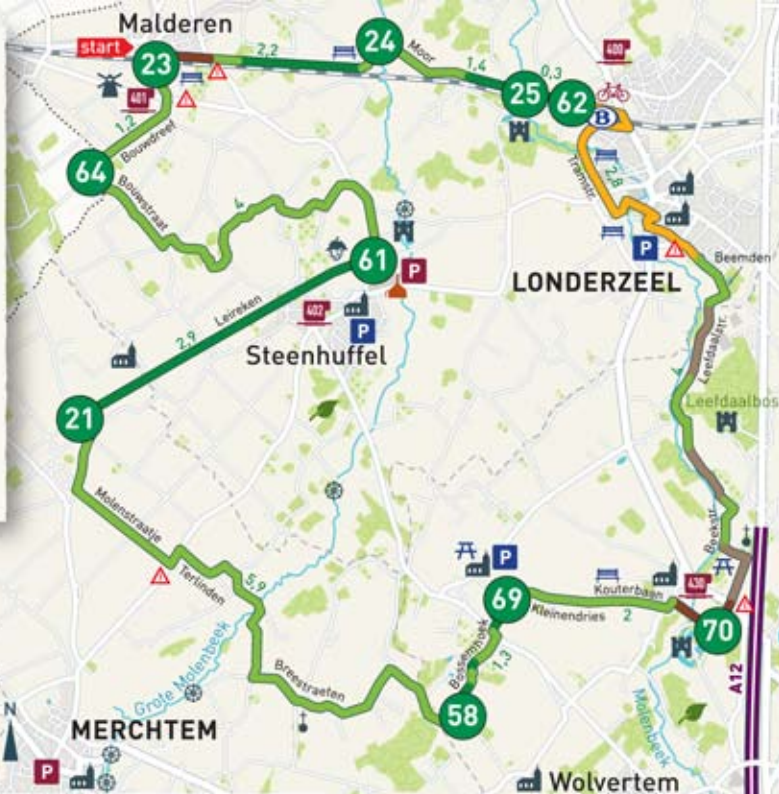 Malderen
start
23
2,2
24
Moor
1,4
25
0,3
62
400
B
401
1,2
Bouwdreef
64
Bouwstraat
4
Tramstr.
2,8
P
Beemden
LONDERZEEL
61
P
Leireken
402
P
2,9
Steenhuffel
Leefdaalstr.
4
Leefdaalbos
21
Molenstraatje
Terlinden
5,9
Beekstr.
P
69
Kouterbaan
430
Kleinendries
2
70
Bossemhoek
1,3
58
A12
Grote Molenbeek
Breestraeten
Molenbeek
N
MERCHTEM
P
Wolvertem